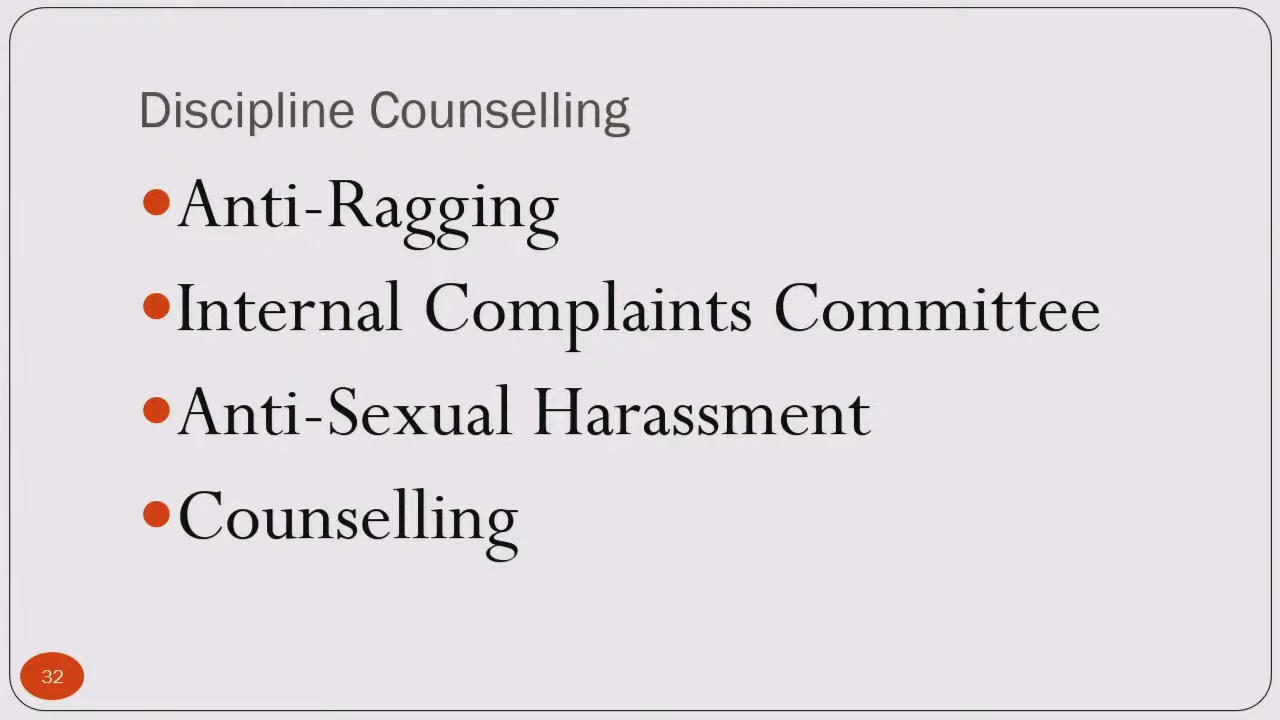 Discipline Counselling
•Anti-Ragging
•Internal Complaints Committee
•Anti-Sexual Harassment
•Counselling
32